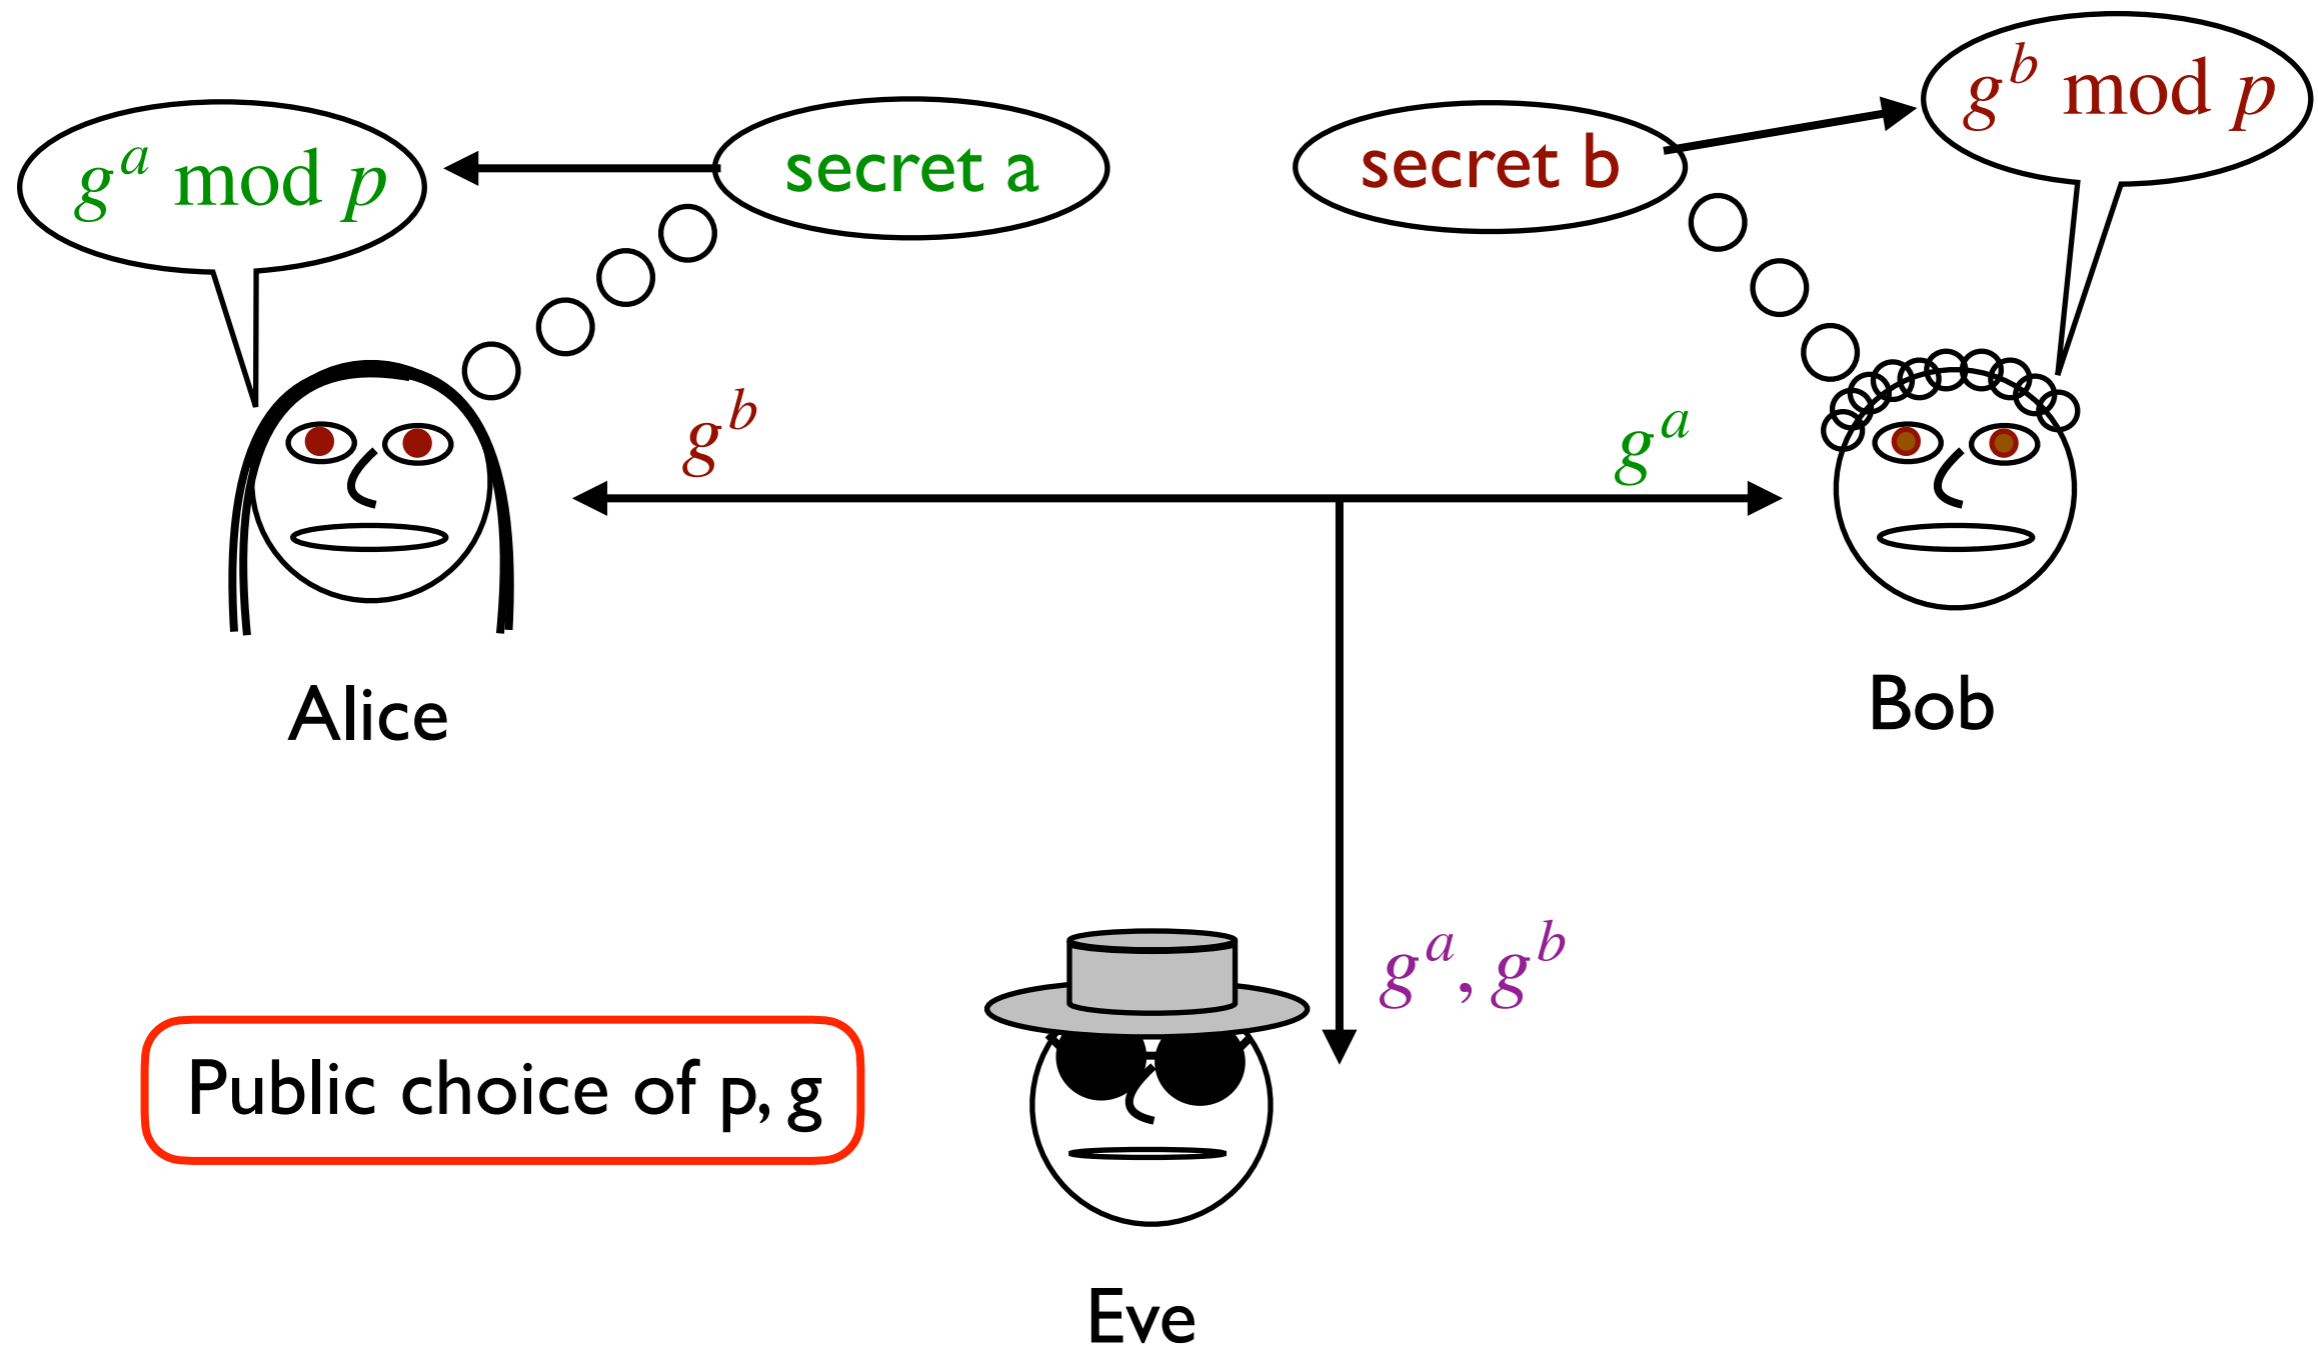 g^b mod p
g^a mod p
secret a
secret b
g^b
g^a
Alice
Bob
g^a, g^b
Public choice of p, g
Eve